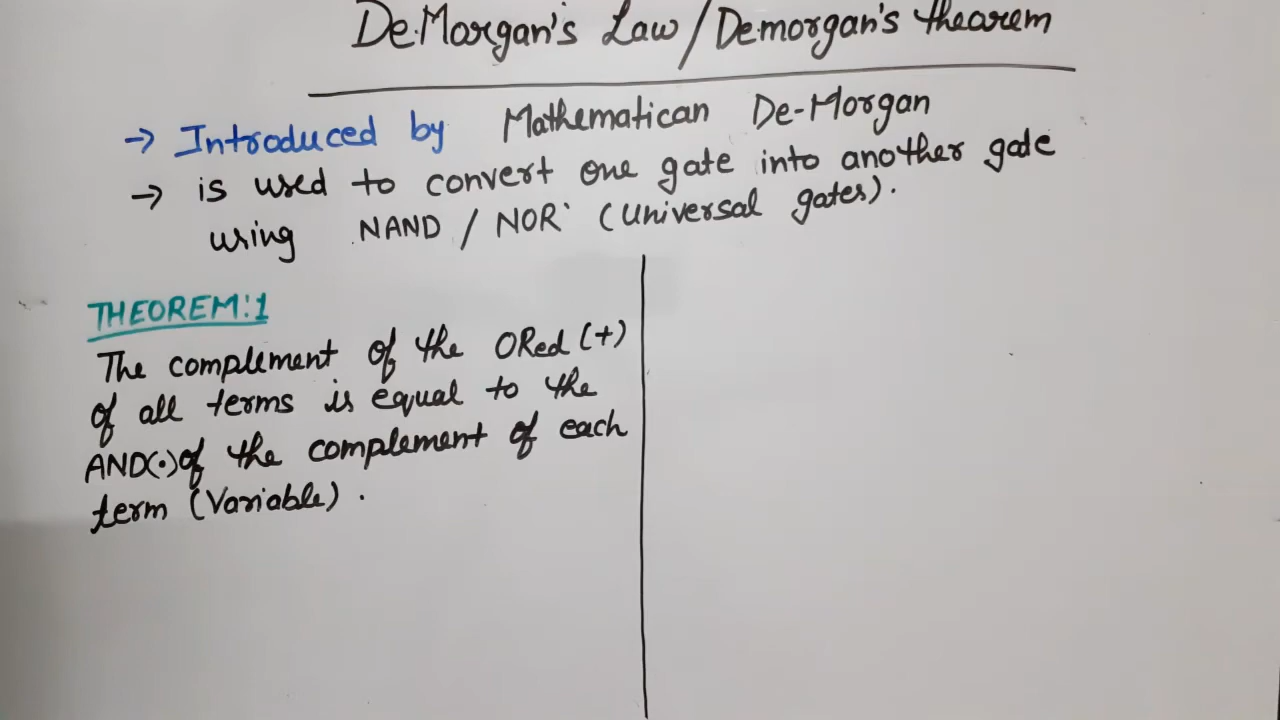 De.Morgan's Law/Demorgan's thearem
→ Introduced by Mathematican De-Morgan
→ is used to convert one gate into another gate
using NAND / NOR (universal gates).
THEOREM:1
The complement of the ORed (+)
of all terms is equal to the
AND(.)of the complement of each
term (Variable).